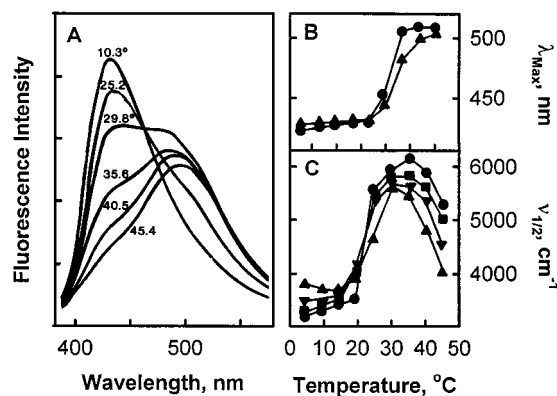 A
10.3°
25.2
29.8°
35.6
40.5
45.4
Fluorescence Intensity
400 500
Wavelength, nm
B
500
430
λMax, nm
C
6000
5000
4000
ν1/2, cm-1
0 10 20 30 40 50
Temperature, °C